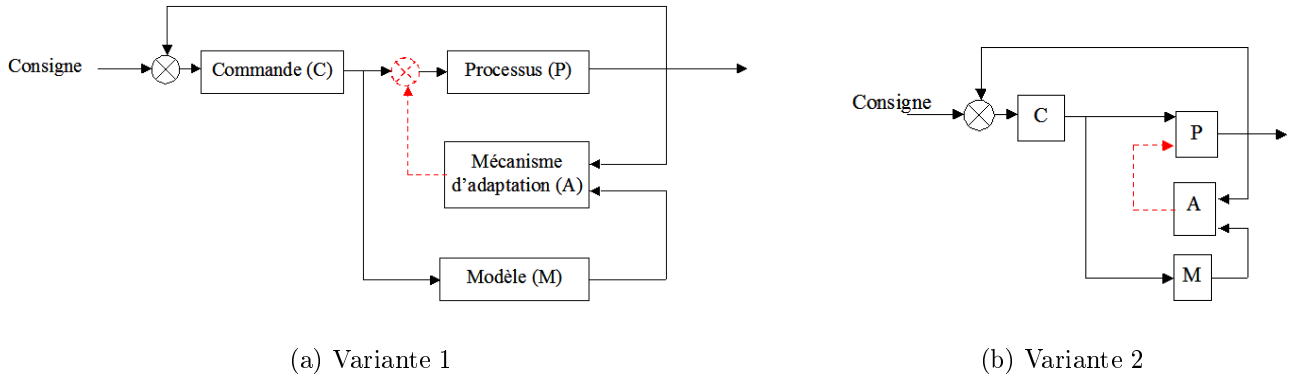 Consigne
Commande (C)
Processus (P)
Mécanisme
d'adaptation (A)
Modèle (M)
(a) Variante 1
Consigne
C
P
A
M
(b) Variante 2